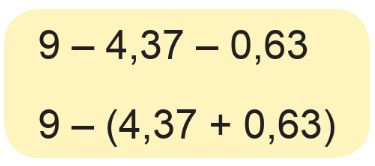 9 – 4,37 – 0,63
9 – (4,37 + 0,63)